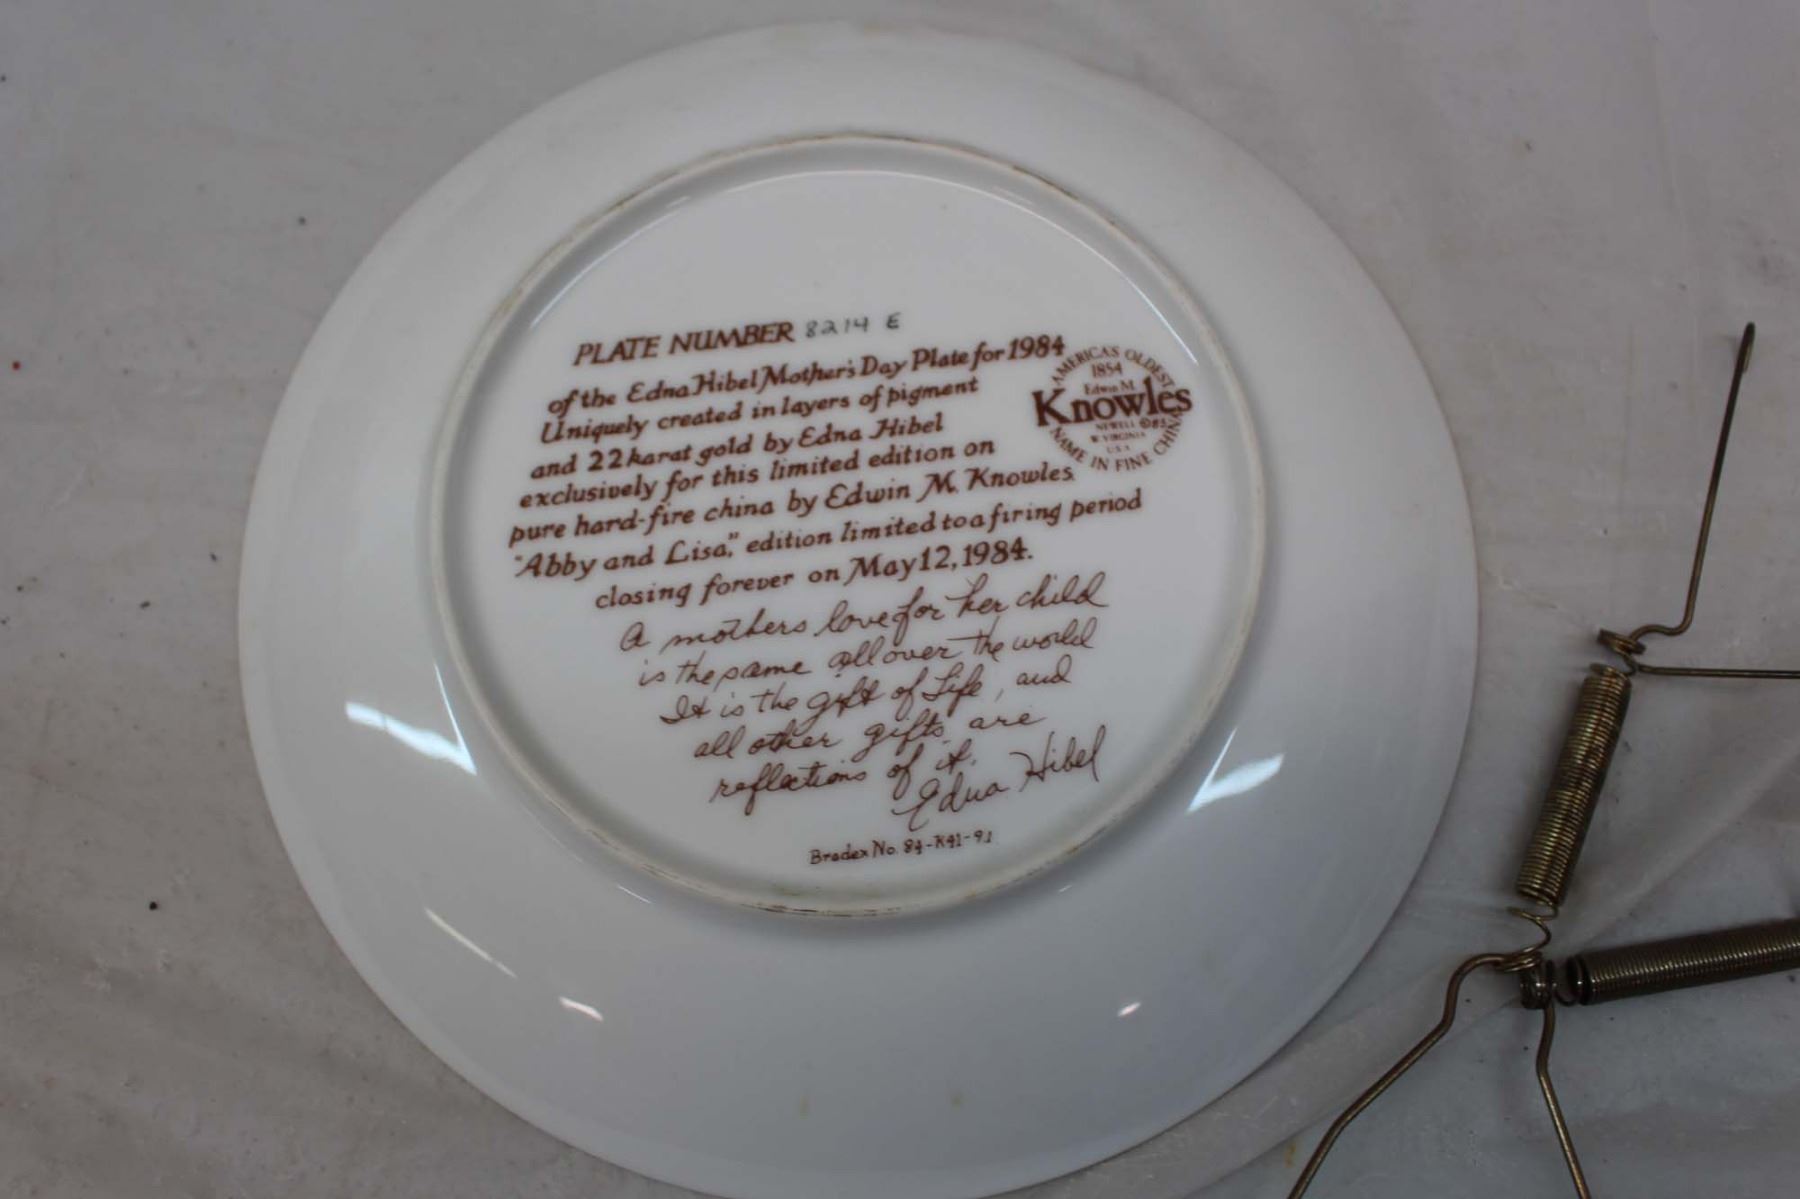 PLATE NUMBER 8214 E
of the Edna Hibel Mother's Day Plate for 1984
Uniquely created in layers of pigment
and 22 karat gold by Edna Hibel
exclusively for this limited edition on
pure hard-fire china by Edwin M. Knowles
"Abby and Lisa," edition limited to a firing period
closing forever on May 12, 1984.
AMERICA'S OLDEST
1854
Edwin M.
Knowles
NEWELL ©83
W. VIRGINIA
U.S.A.
NAME IN FINE CHINA
A mothers love for her child
is the same all over the world
It is the gift of Life, and
all other gifts are
reflections of it.
Edna Hibel
Bradex No. 84-K41-9.1